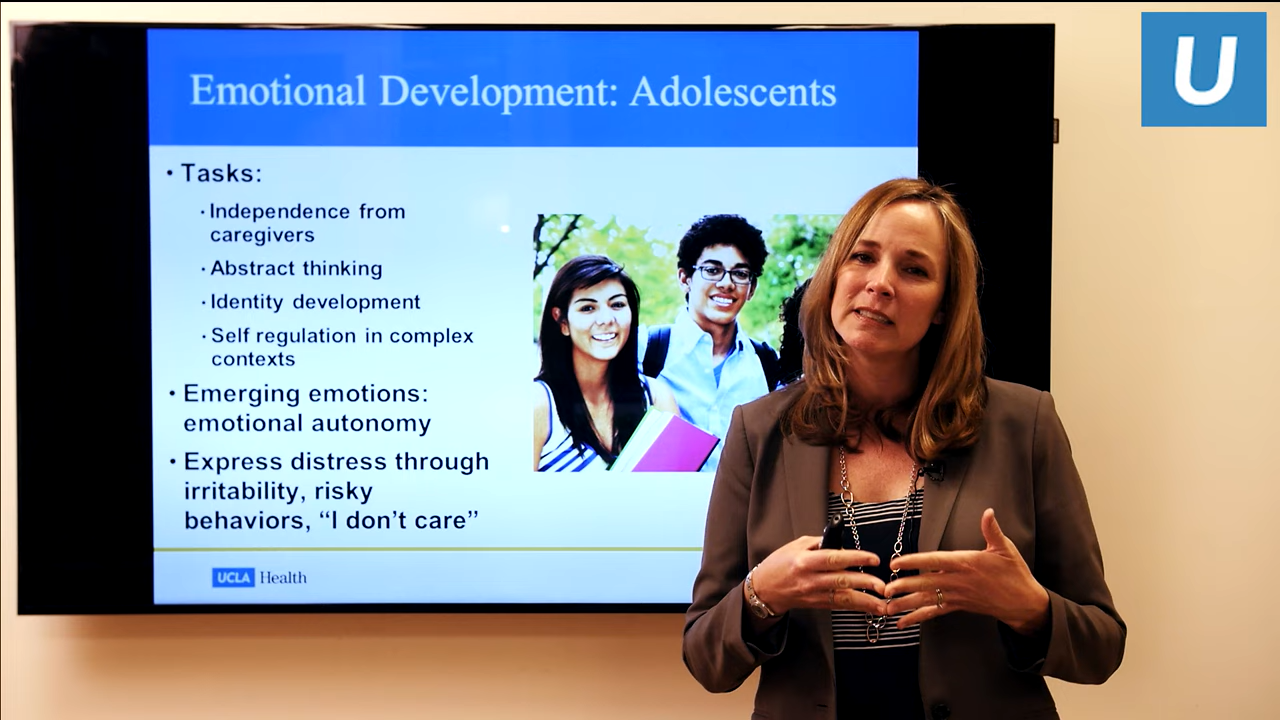 Emotional Development: Adolescents
• Tasks:
· Independence from
caregivers
· Abstract thinking
· Identity development
· Self regulation in complex
contexts
• Emerging emotions:
emotional autonomy
• Express distress through
irritability, risky
behaviors, “I don’t care”
UCLA Health
U